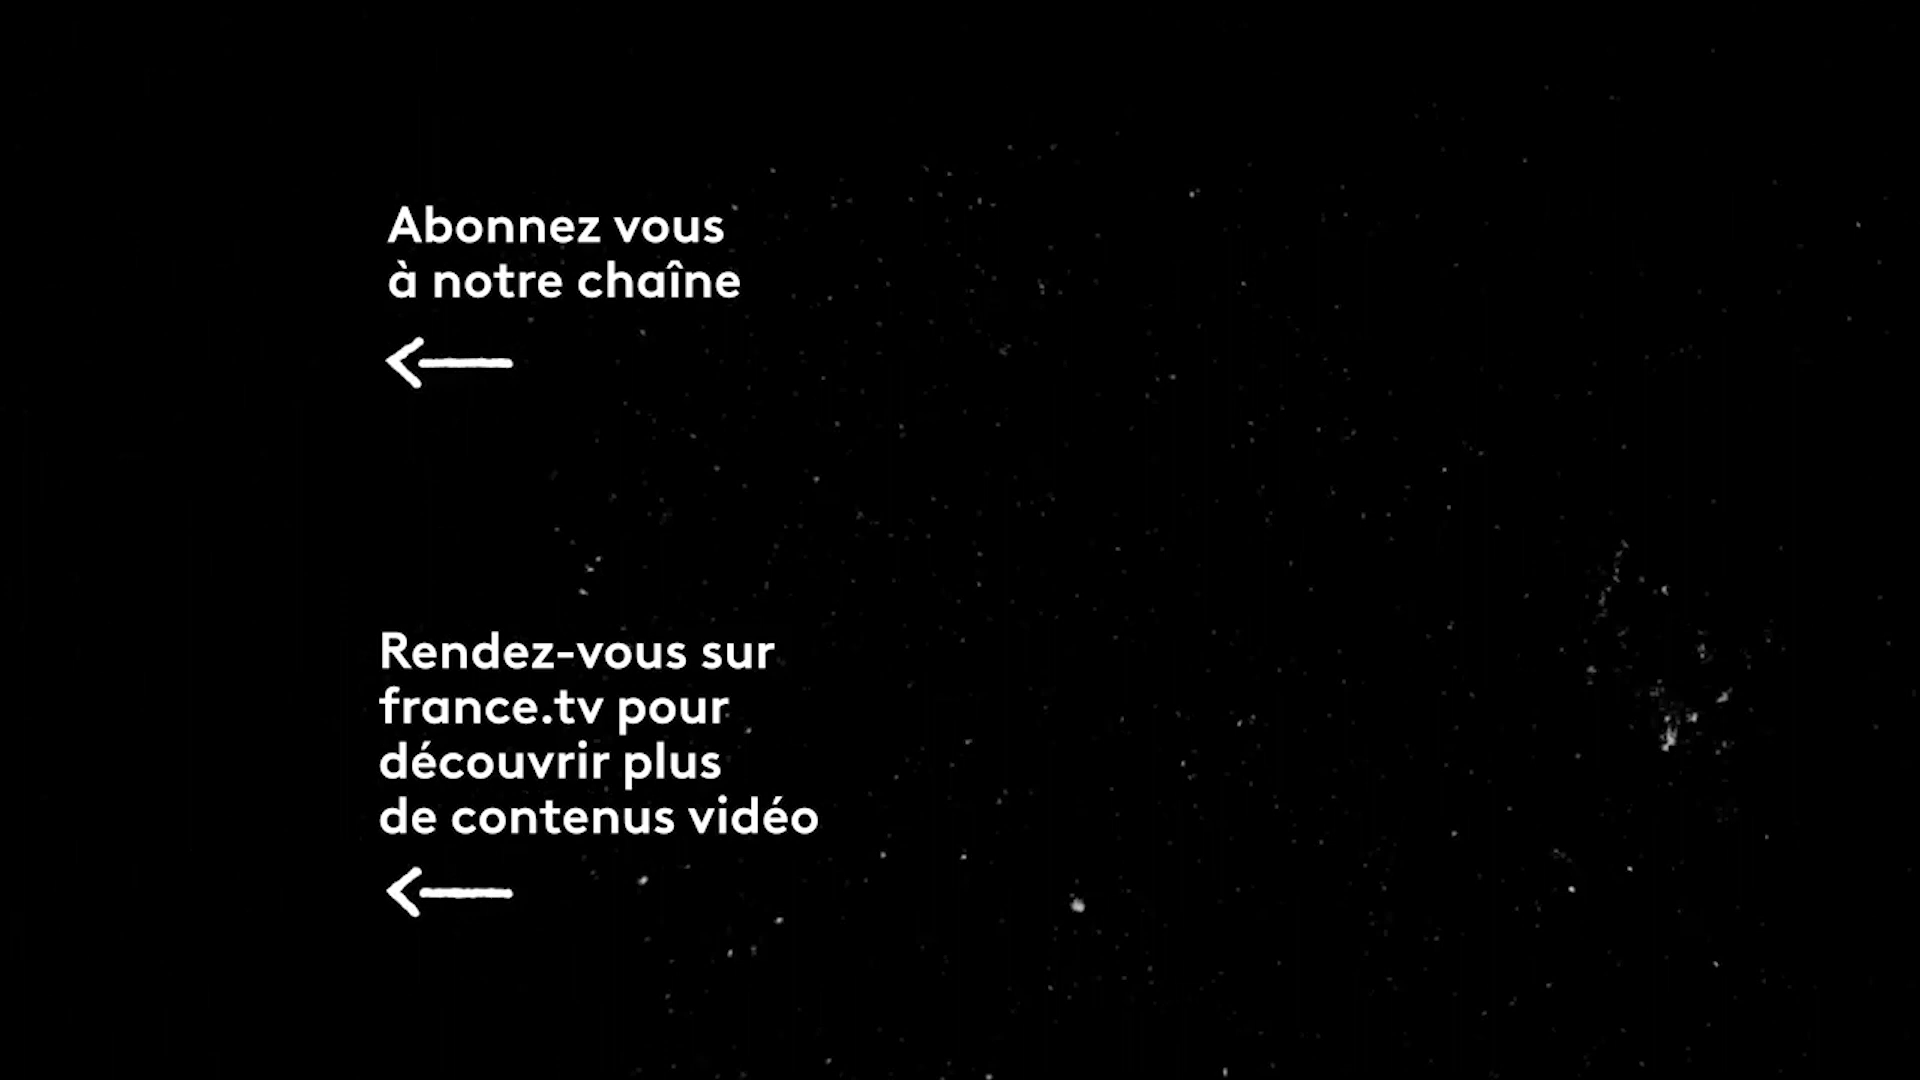 Abonnez vous
à notre chaîne
Rendez-vous sur
france.tv pour
découvrir plus
de contenus vidéo